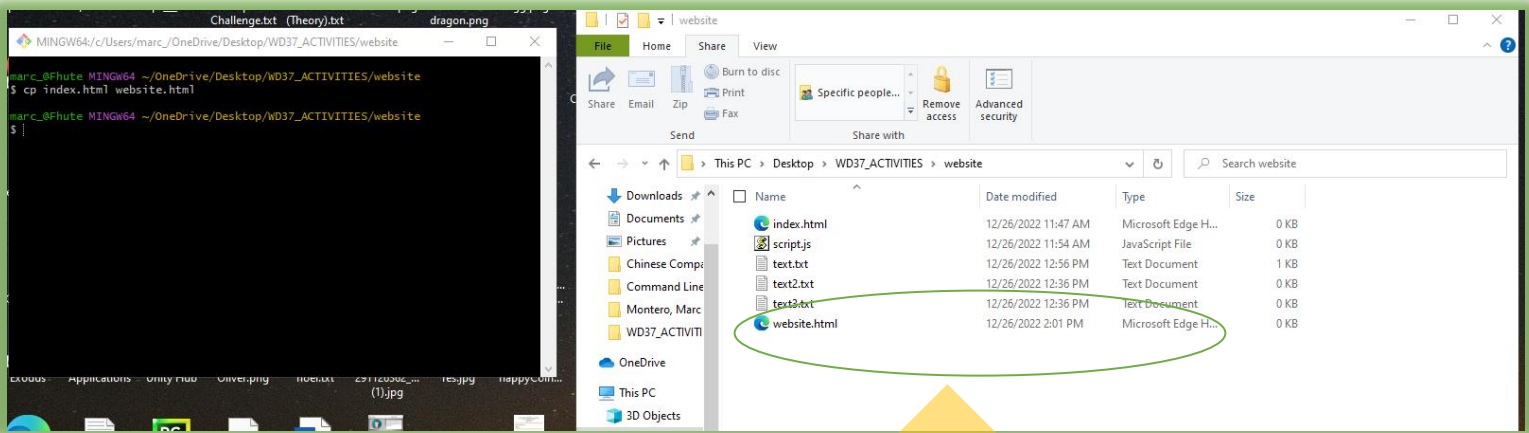 Challenge.txt (Theory).txt dragon.png
MINGW64:/c/Users/marc_/OneDrive/Desktop/WD37_ACTIVITIES/website
marc_@Fhute MINGW64 ~/OneDrive/Desktop/WD37_ACTIVITIES/website
$ cp index.html website.html
marc_@Fhute MINGW64 ~/OneDrive/Desktop/WD37_ACTIVITIES/website
$
Exodus Applications Unity Hub Oliver.png noel.txt 291126362_... res.jpg happyCoin...
(1).jpg
PC
website
File Home Share View
Share Email Zip
Burn to disc
Print
Fax
Send
Specific people...
Remove access
Share with
Advanced security
This PC > Desktop > WD37_ACTIVITIES > website
Search website
Downloads
Documents
Pictures
Chinese Compa
Command Line
Montero, Marc
WD37_ACTIVITI
OneDrive
This PC
3D Objects
Name Date modified Type Size
index.html 12/26/2022 11:47 AM Microsoft Edge H... 0 KB
script.js 12/26/2022 11:54 AM JavaScript File 0 KB
text.txt 12/26/2022 12:56 PM Text Document 1 KB
text2.txt 12/26/2022 12:36 PM Text Document 0 KB
text3.txt 12/26/2022 12:36 PM Text Document 0 KB
website.html 12/26/2022 2:01 PM Microsoft Edge H... 0 KB